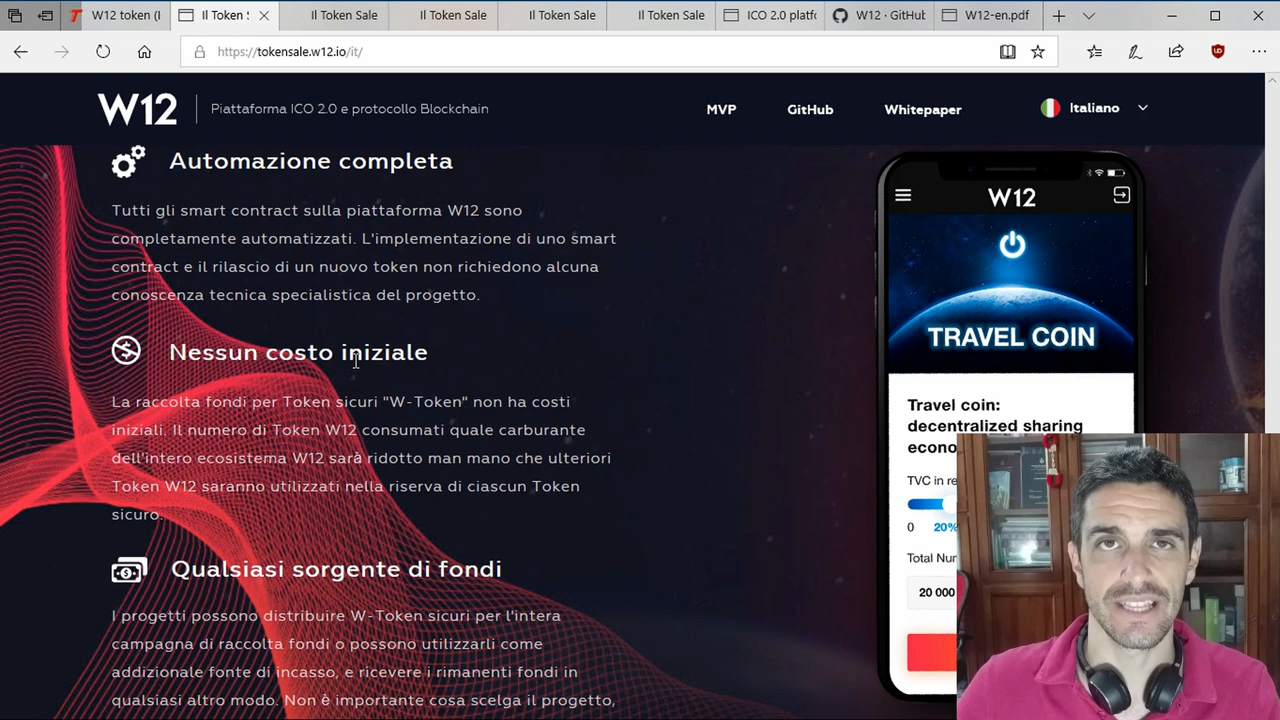 W12 token (I
Il Token S
Il Token Sale
Il Token Sale
Il Token Sale
Il Token Sale
ICO 2.0 platfo
W12 · GitHub
W12-en.pdf
https://tokensale.w12.io/it/
W12
Piattaforma ICO 2.0 e protocollo Blockchain
MVP
GitHub
Whitepaper
Italiano
Automazione completa
Tutti gli smart contract sulla piattaforma W12 sono
completamente automatizzati. L'implementazione di uno smart
contract e il rilascio di un nuovo token non richiedono alcuna
conoscenza tecnica specialistica del progetto.
Nessun costo iniziale
La raccolta fondi per Token sicuri "W-Token" non ha costi
iniziali. Il numero di Token W12 consumati quale carburante
dell'intero ecosistema W12 sarà ridotto man mano che ulteriori
Token W12 saranno utilizzati nella riserva di ciascun Token
sicuro.
Qualsiasi sorgente di fondi
I progetti possono distribuire W-Token sicuri per l'intera
campagna di raccolta fondi o possono utilizzarli come
addizionale fonte di incasso, e ricevere i rimanenti fondi in
qualsiasi altro modo. Non è importante cosa scelga il progetto,
W12
TRAVEL COIN
Travel coin:
decentralized sharing
econo
TVC in re
0 20%
Total Num
20 000